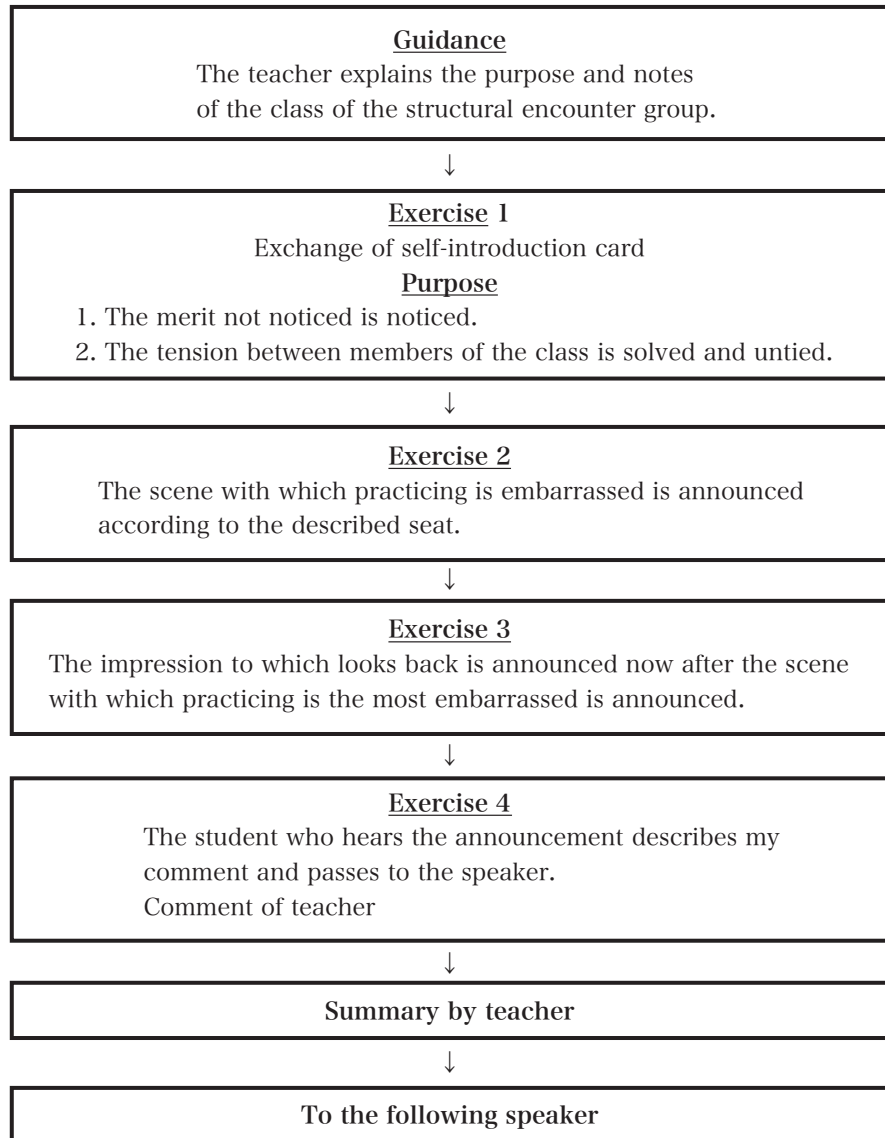 Guidance
The teacher explains the purpose and notes
of the class of the structural encounter group.
↓
Exercise 1
Exchange of self-introduction card
Purpose
1. The merit not noticed is noticed.
2. The tension between members of the class is solved and untied.
↓
Exercise 2
The scene with which practicing is embarrassed is announced
according to the described seat.
↓
Exercise 3
The impression to which looks back is announced now after the scene
with which practicing is the most embarrassed is announced.
↓
Exercise 4
The student who hears the announcement describes my
comment and passes to the speaker.
Comment of teacher
↓
Summary by teacher
↓
To the following speaker